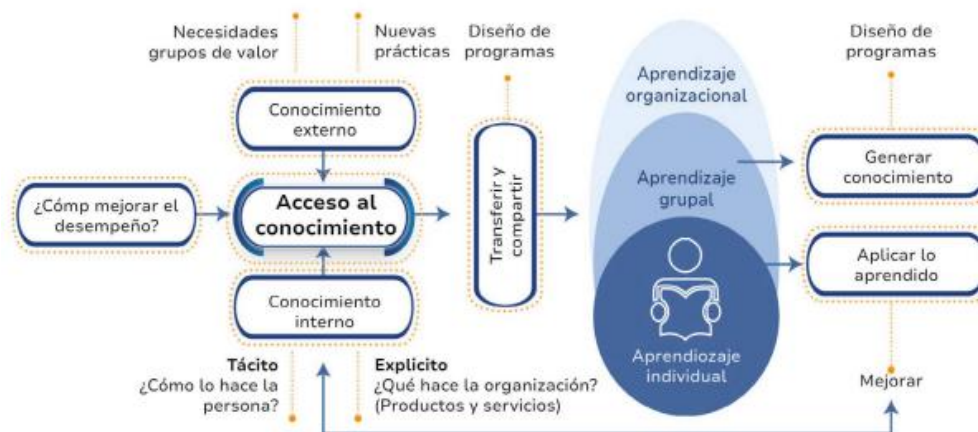 Necesidades
grupos de valor
Nuevas
prácticas
Diseño de
programas
Diseño de
programas
Conocimiento
externo
Aprendizaje
organizacional
¿Cómp mejorar el
desempeño?
Acceso al
conocimiento
Transferir y
compartir
Aprendizaje
grupal
Generar
conocimiento
Aplicar lo
aprendido
Conocimiento
interno
Aprendiozaje
individual
Tácito
¿Cómo lo hace la
persona?
Explicito
¿Qué hace la organización?
(Productos y servicios)
Mejorar